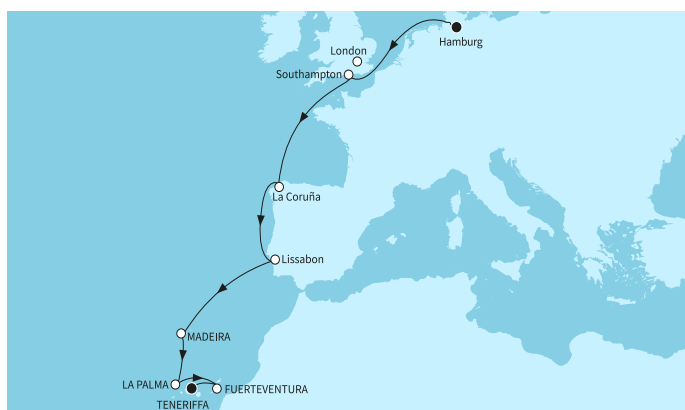 Hamburg
London
Southampton
La Coruña
Lissabon
MADEIRA
LA PALMA
FUERTEVENTURA
TENERIFFA